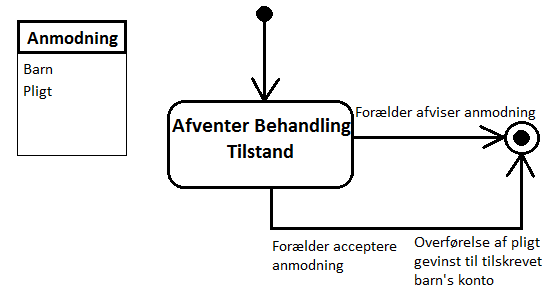 Anmodning
Barn
Pligt
Afventer Behandling
Tilstand
Forælder afviser anmodning
Forælder acceptere
anmodning
Overførelse af pligt
gevinst til tilskrevet
barn's konto